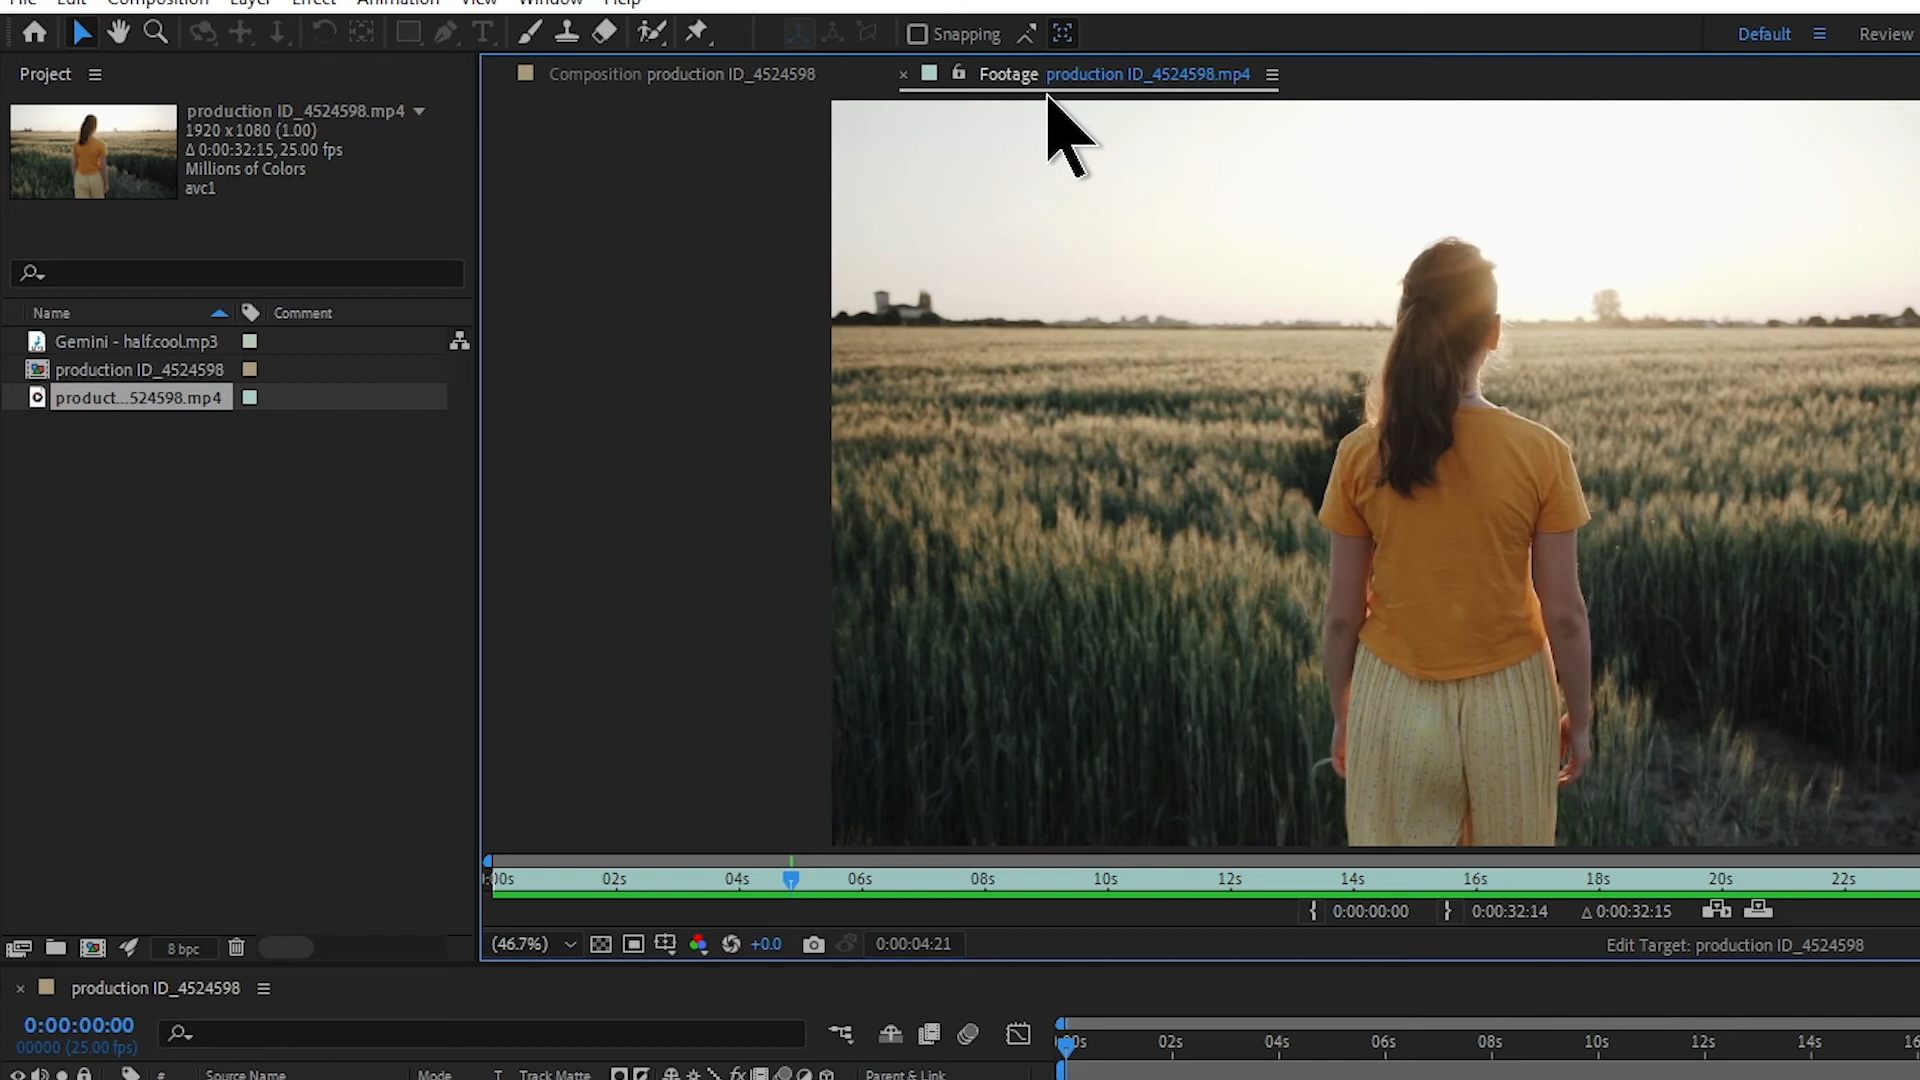 File Edit Composition Layer Effect Animation View Window Help
Snapping
Default
Review
Project
Composition production ID_4524598
Footage production ID_4524598.mp4
production ID_4524598.mp4
1920 x 1080 (1.00)
Δ 0:00:32:15, 25.00 fps
Millions of Colors
avc1
Name
Comment
Gemini - half.cool.mp3
production ID_4524598
product...524598.mp4
:00s 02s 04s 06s 08s 10s 12s 14s 16s 18s 20s 22s
0:00:00:00
0:00:32:14
Δ 0:00:32:15
8 bpc
(46.7%)
+0.0
0:00:04:21
Edit Target: production ID_4524598
production ID_4524598
0:00:00:00
00000 (25.00 fps)
:00s 02s 04s 06s 08s 10s 12s 14s 16
# Source Name Mode T Track Matte fx Parent & Link